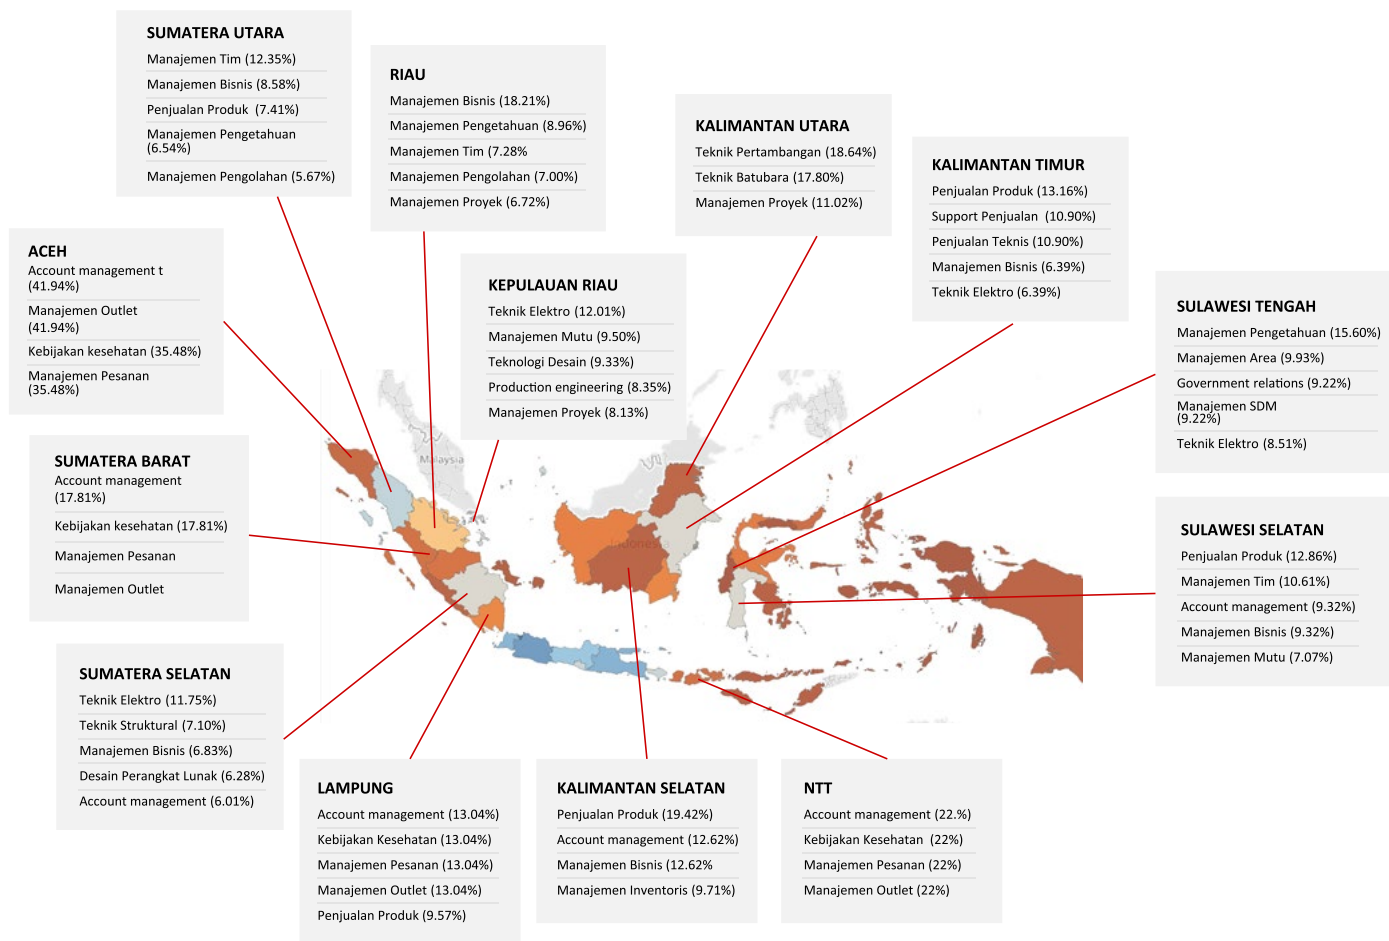 SUMATERA UTARA
Manajemen Tim (12.35%)
Manajemen Bisnis (8.58%)
Penjualan Produk (7.41%)
Manajemen Pengetahuan
(6.54%)
Manajemen Pengolahan (5.67%)
RIAU
Manajemen Bisnis (18.21%)
Manajemen Pengetahuan (8.96%)
Manajemen Tim (7.28%
Manajemen Pengolahan (7.00%)
Manajemen Proyek (6.72%)
KALIMANTAN UTARA
Teknik Pertambangan (18.64%)
Teknik Batubara (17.80%)
Manajemen Proyek (11.02%)
KALIMANTAN TIMUR
Penjualan Produk (13.16%)
Support Penjualan (10.90%)
Penjualan Teknis (10.90%)
Manajemen Bisnis (6.39%)
Teknik Elektro (6.39%)
ACEH
Account management t
(41.94%)
Manajemen Outlet
(41.94%)
Kebijakan kesehatan (35.48%)
Manajemen Pesanan
(35.48%)
KEPULAUAN RIAU
Teknik Elektro (12.01%)
Manajemen Mutu (9.50%)
Teknologi Desain (9.33%)
Production engineering (8.35%)
Manajemen Proyek (8.13%)
SULAWESI TENGAH
Manajemen Pengetahuan (15.60%)
Manajemen Area (9.93%)
Government relations (9.22%)
Manajemen SDM
(9.22%)
Teknik Elektro (8.51%)
SUMATERA BARAT
Account management
(17.81%)
Kebijakan kesehatan (17.81%)
Manajemen Pesanan
Manajemen Outlet
Malaysia
Indonesia
SULAWESI SELATAN
Penjualan Produk (12.86%)
Manajemen Tim (10.61%)
Account management (9.32%)
Manajemen Bisnis (9.32%)
Manajemen Mutu (7.07%)
SUMATERA SELATAN
Teknik Elektro (11.75%)
Teknik Struktural (7.10%)
Manajemen Bisnis (6.83%)
Desain Perangkat Lunak (6.28%)
Account management (6.01%)
LAMPUNG
Account management (13.04%)
Kebijakan Kesehatan (13.04%)
Manajemen Pesanan (13.04%)
Manajemen Outlet (13.04%)
Penjualan Produk (9.57%)
KALIMANTAN SELATAN
Penjualan Produk (19.42%)
Account management (12.62%)
Manajemen Bisnis (12.62%
Manajemen Inventoris (9.71%)
NTT
Account management (22.%)
Kebijakan Kesehatan (22%)
Manajemen Pesanan (22%)
Manajemen Outlet (22%)